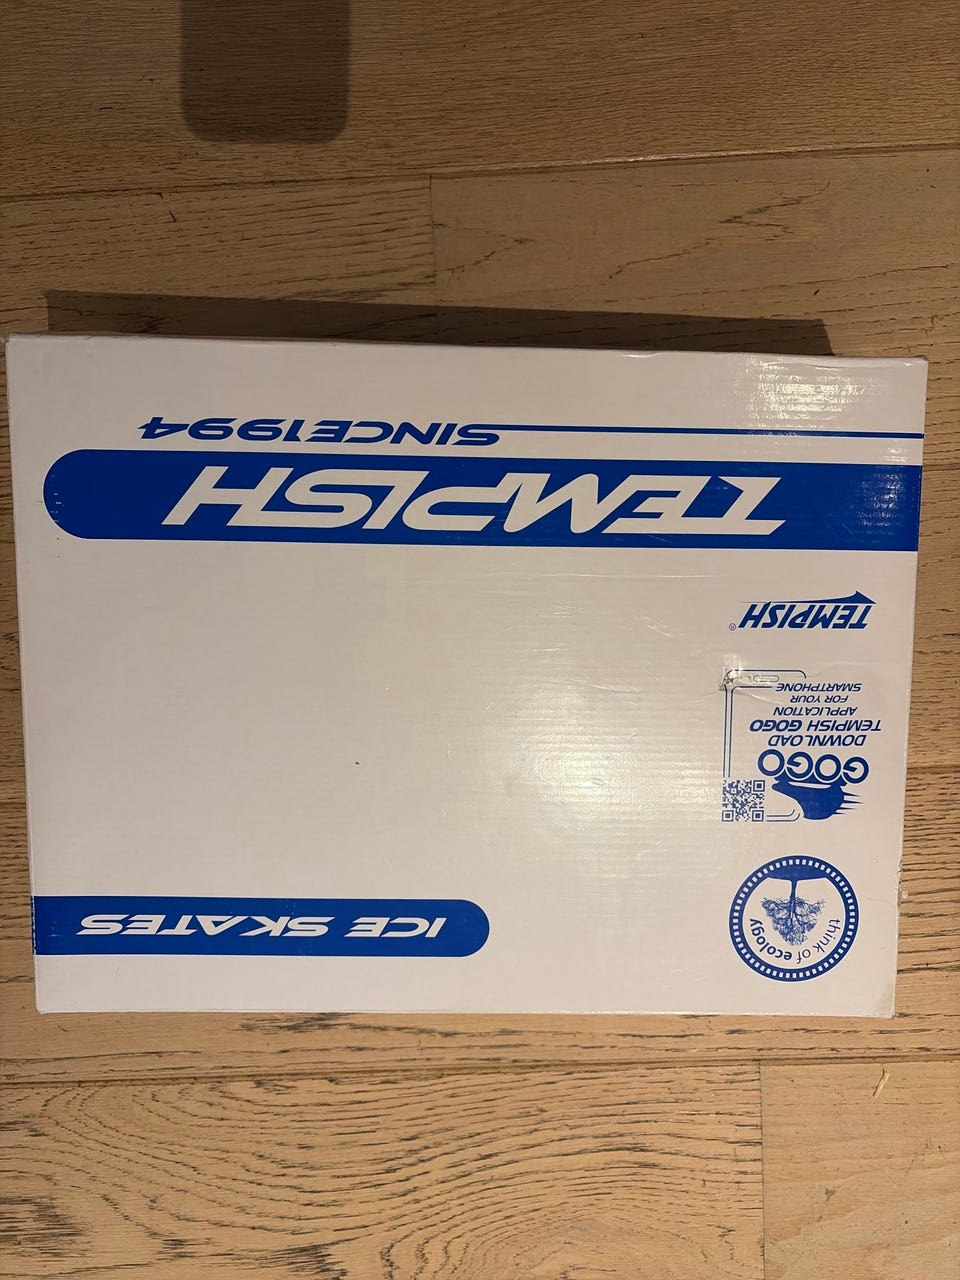 ICE SKATES
think of ecology
GOGO
DOWNLOAD
TEMPISH GOGO
APPLICATION
FOR YOUR
SMARTPHONE
TEMPISH®
TEMPISH
SINCE1994